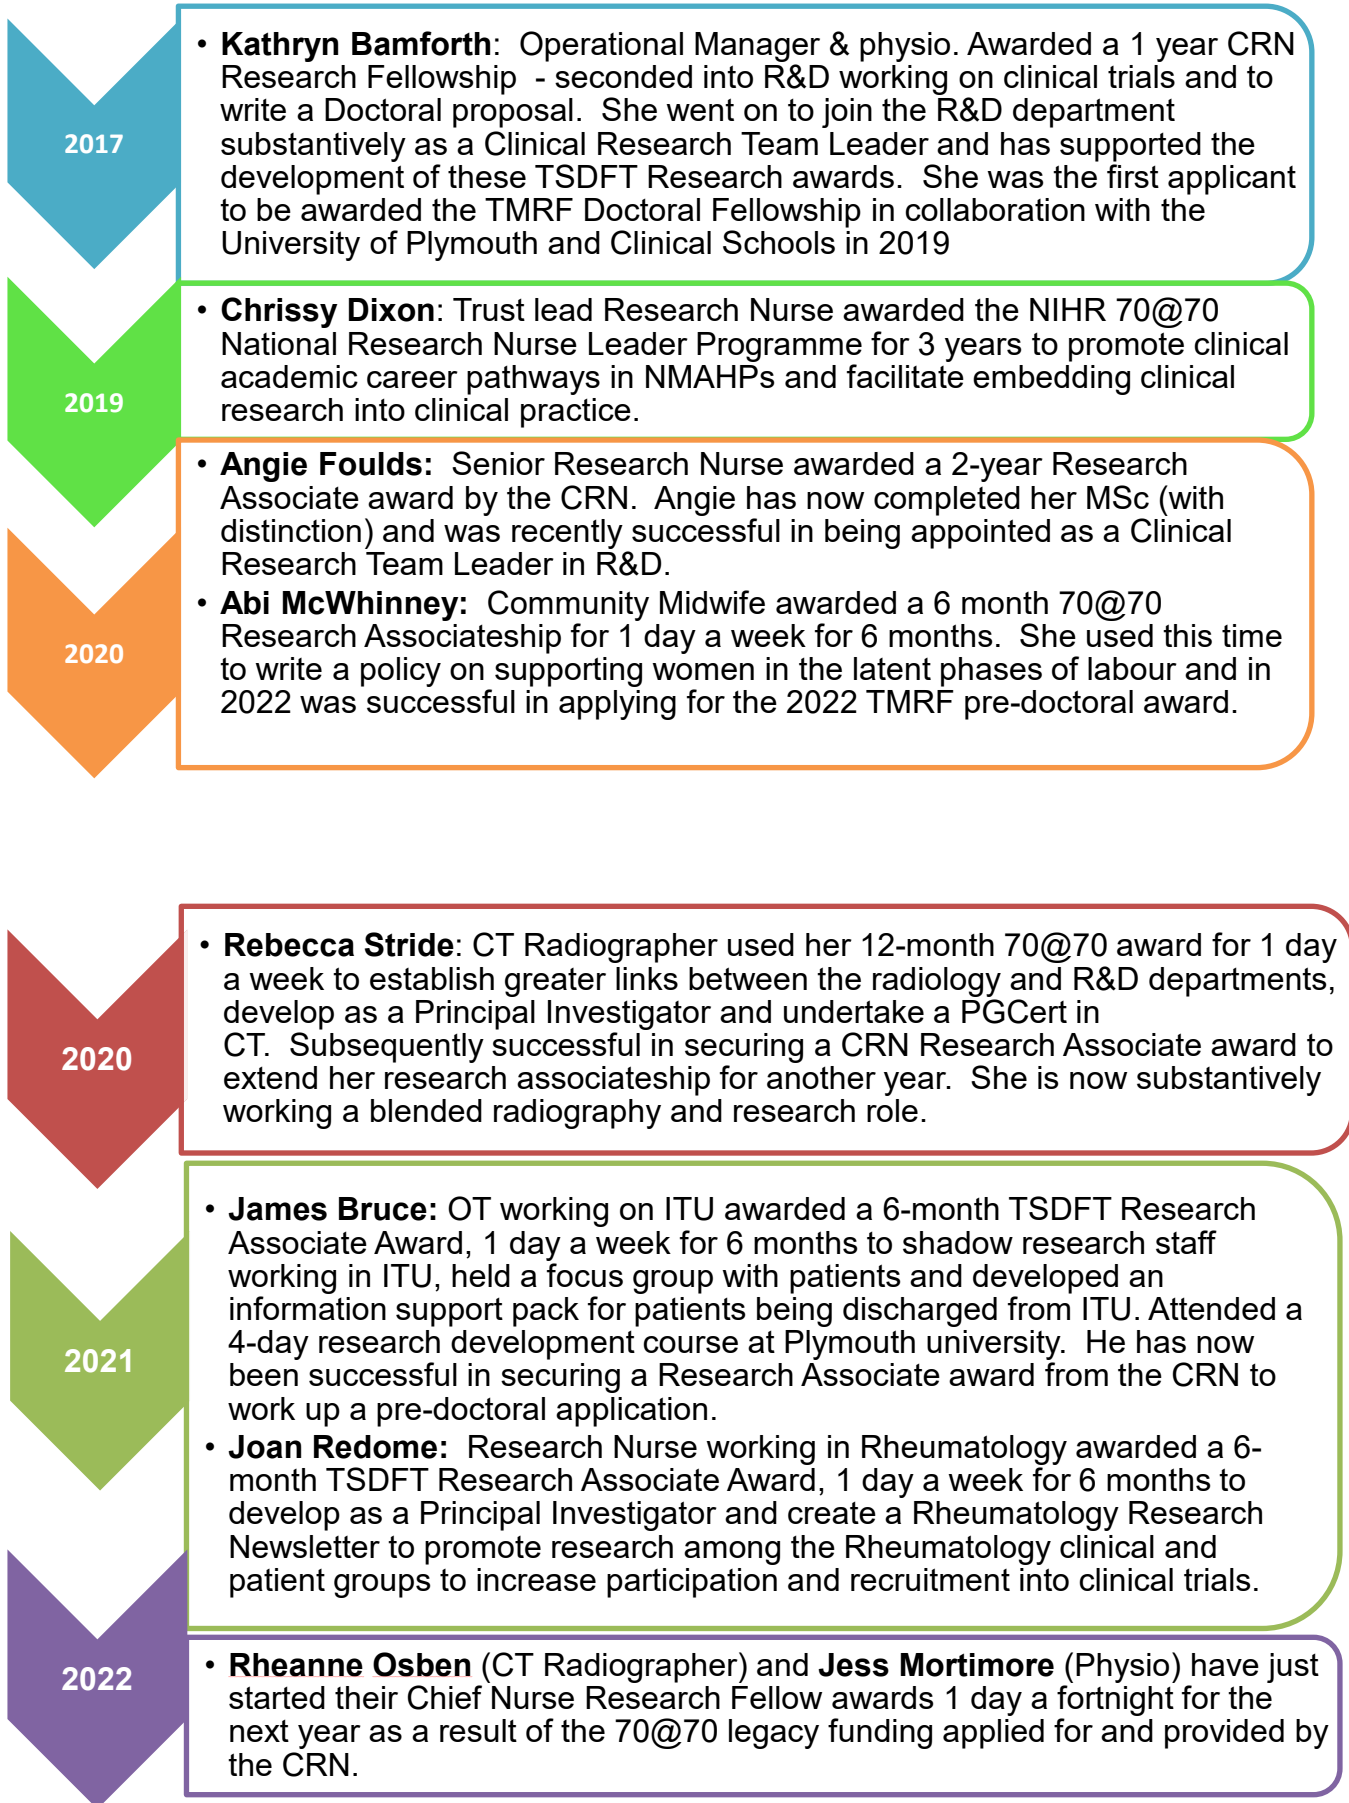 2017
• Kathryn Bamforth:  Operational Manager & physio. Awarded a 1 year CRN
Research Fellowship  - seconded into R&D working on clinical trials and to
write a Doctoral proposal.  She went on to join the R&D department
substantively as a Clinical Research Team Leader and has supported the
development of these TSDFT Research awards.  She was the first applicant
to be awarded the TMRF Doctoral Fellowship in collaboration with the
University of Plymouth and Clinical Schools in 2019
2019
• Chrissy Dixon: Trust lead Research Nurse awarded the NIHR 70@70
National Research Nurse Leader Programme for 3 years to promote clinical
academic career pathways in NMAHPs and facilitate embedding clinical
research into clinical practice.
2020
• Angie Foulds:  Senior Research Nurse awarded a 2-year Research
Associate award by the CRN.  Angie has now completed her MSc (with
distinction) and was recently successful in being appointed as a Clinical
Research Team Leader in R&D.
• Abi McWhinney:  Community Midwife awarded a 6 month 70@70
Research Associateship for 1 day a week for 6 months.  She used this time
to write a policy on supporting women in the latent phases of labour and in
2022 was successful in applying for the 2022 TMRF pre-doctoral award.
2020
• Rebecca Stride: CT Radiographer used her 12-month 70@70 award for 1 day
a week to establish greater links between the radiology and R&D departments,
develop as a Principal Investigator and undertake a PGCert in
CT.  Subsequently successful in securing a CRN Research Associate award to
extend her research associateship for another year.  She is now substantively
working a blended radiography and research role.
2021
• James Bruce: OT working on ITU awarded a 6-month TSDFT Research
Associate Award, 1 day a week for 6 months to shadow research staff
working in ITU, held a focus group with patients and developed an
information support pack for patients being discharged from ITU. Attended a
4-day research development course at Plymouth university.  He has now
been successful in securing a Research Associate award from the CRN to
work up a pre-doctoral application.
• Joan Redome:  Research Nurse working in Rheumatology awarded a 6-
month TSDFT Research Associate Award, 1 day a week for 6 months to
develop as a Principal Investigator and create a Rheumatology Research
Newsletter to promote research among the Rheumatology clinical and
patient groups to increase participation and recruitment into clinical trials.
2022
• Rheanne Osben (CT Radiographer) and Jess Mortimore (Physio) have just
started their Chief Nurse Research Fellow awards 1 day a fortnight for the
next year as a result of the 70@70 legacy funding applied for and provided by
the CRN.